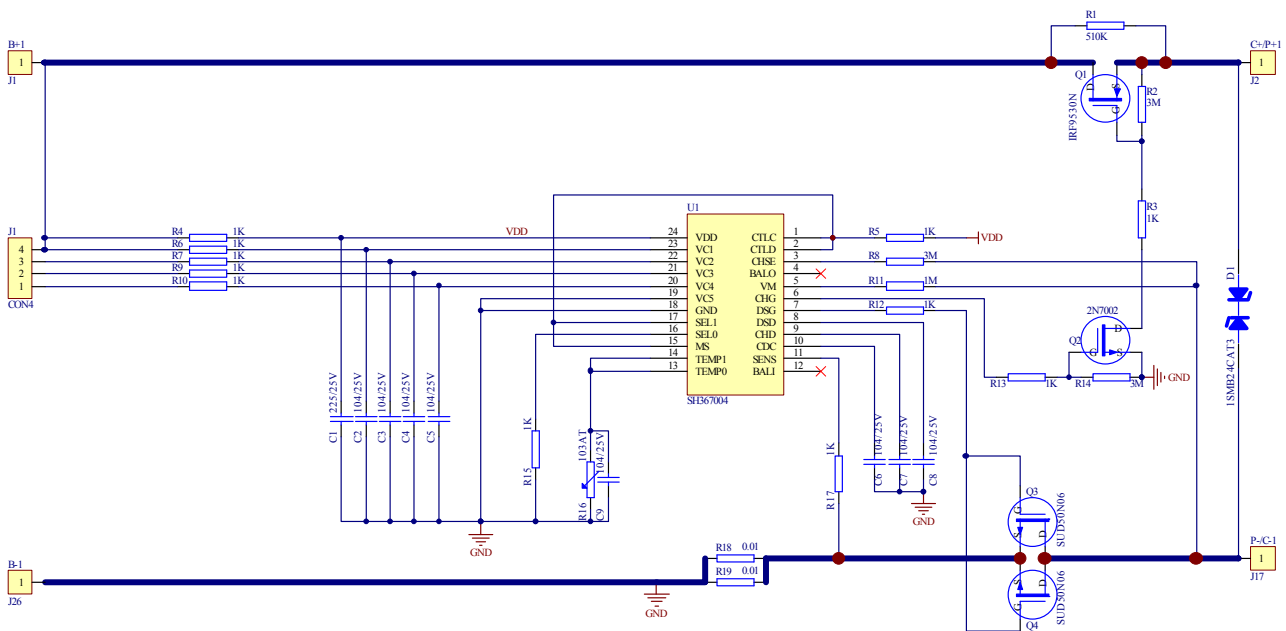 R1
510K
B+1
1
J1
C+/P+1
1
J2
Q1
D
S
G
IRF9530N
R2
3M
R3
1K
J1
4
3
2
1
CON4
R4 1K
R6 1K
R7 1K
R9 1K
R10 1K
VDD
U1
24 VDD CTLC 1
23 VC1 CTLD 2
22 VC2 CHSE 3
21 VC3 BALO 4
20 VC4 VM 5
19 VC5 CHG 6
18 GND DSG 7
17 SEL1 DSD 8
16 SEL0 CHD 9
15 MS CDC 10
14 TEMP1 SENS 11
13 TEMP0 BALI 12
SH367004
R5 1K VDD
R8 3M
R11 1M
R12 1K
2N7002
Q2
D
G
S
R13 1K
R14 3M
GND
D1
1SMB24CAT3
225/25V
C1
104/25V
C2
104/25V
C3
104/25V
C4
104/25V
C5
1K
R15
103AT
R16
104/25V
C9
GND
1K
R17
104/25V
C6
104/25V
C7
104/25V
C8
GND
Q3
G
S
D
SUD50N06
S
D
G
Q4
SUD50N06
R18 0.01
R19 0.01
GND
B-1
1
J26
P-/C-1
1
J17